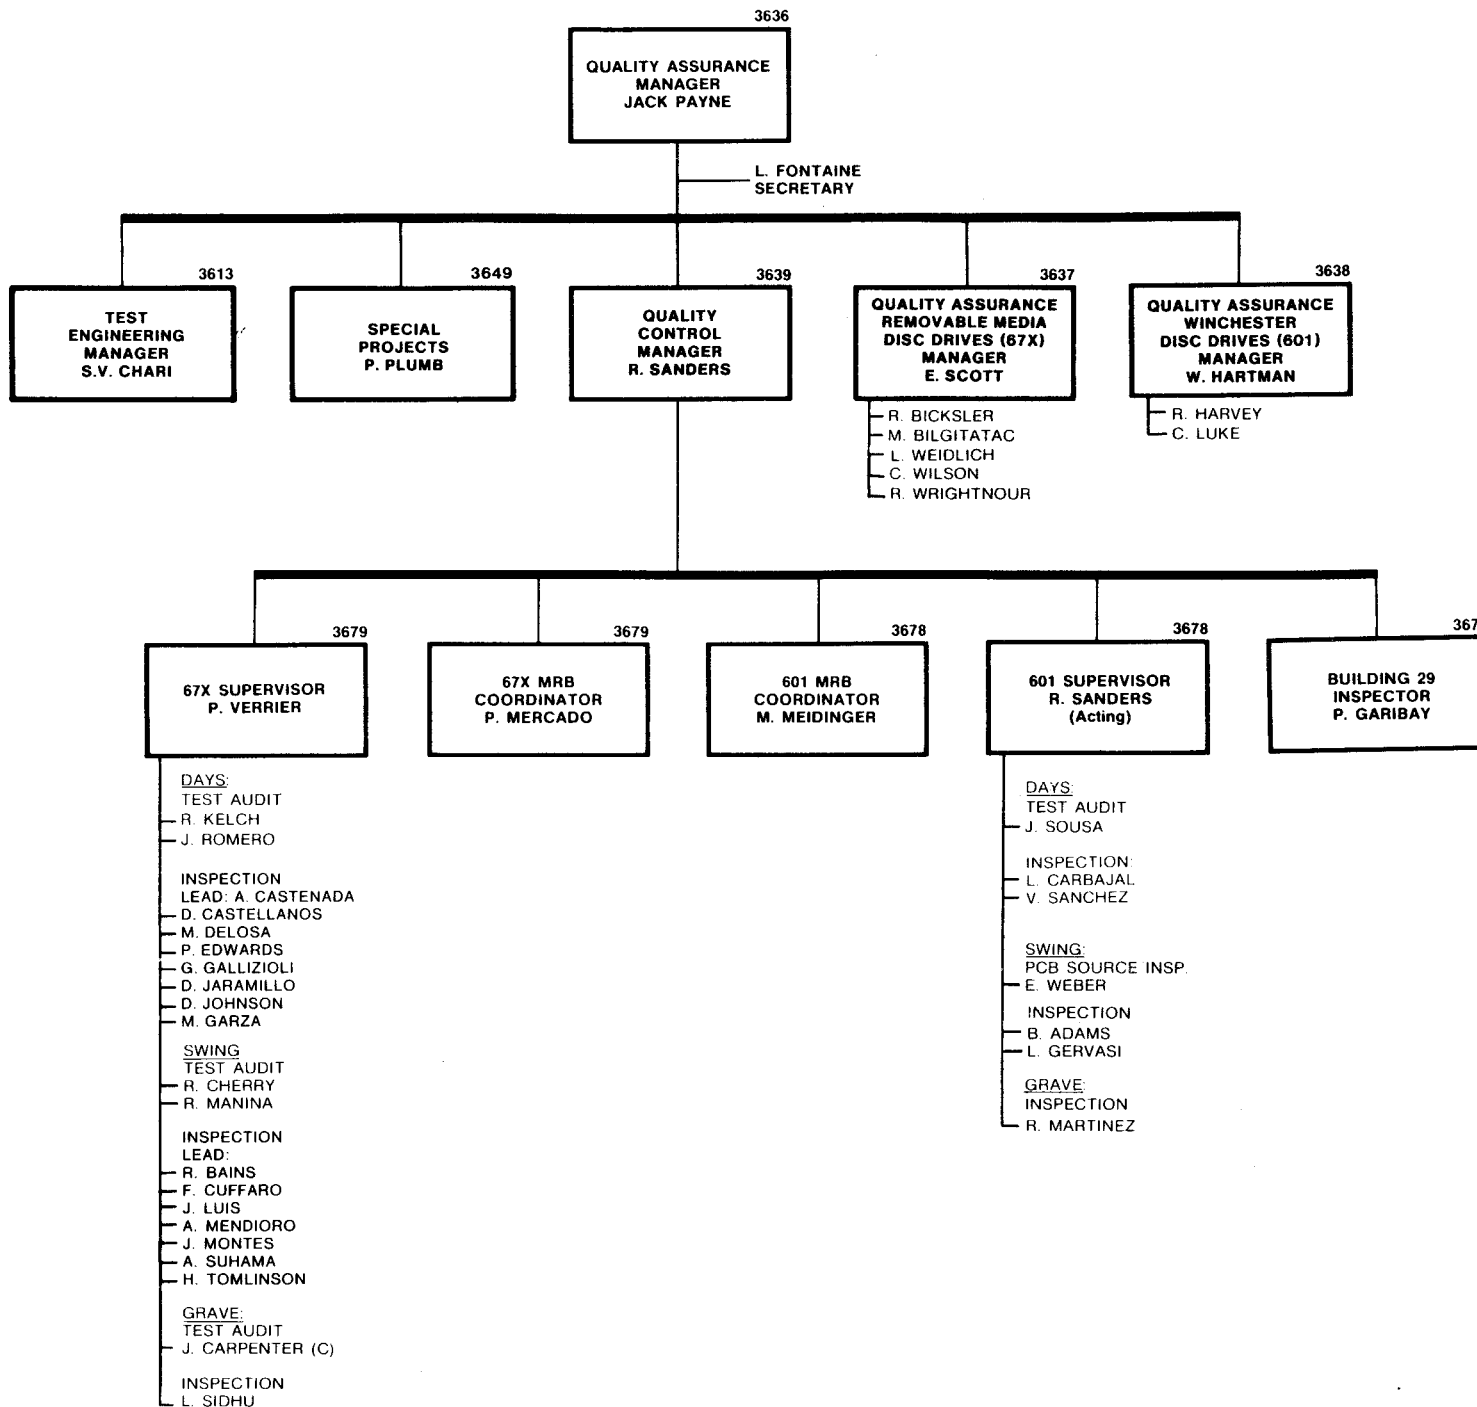 3636
QUALITY ASSURANCE
MANAGER
JACK PAYNE
L. FONTAINE
SECRETARY
3613
TEST
ENGINEERING
MANAGER
S.V. CHARI
3649
SPECIAL
PROJECTS
P. PLUMB
3639
QUALITY
CONTROL
MANAGER
R. SANDERS
3637
QUALITY ASSURANCE
REMOVABLE MEDIA
DISC DRIVES (67X)
MANAGER
E. SCOTT
R. BICKSLER
M. BILGITATAC
L. WEIDLICH
C. WILSON
R. WRIGHTNOUR
3638
QUALITY ASSURANCE
WINCHESTER
DISC DRIVES (601)
MANAGER
W. HARTMAN
R. HARVEY
C. LUKE
3679
67X SUPERVISOR
P. VERRIER
DAYS:
TEST AUDIT
R. KELCH
J. ROMERO
INSPECTION
LEAD: A. CASTENADA
D. CASTELLANOS
M. DELOSA
P. EDWARDS
G. GALLIZIOLI
D. JARAMILLO
D. JOHNSON
M. GARZA
SWING
TEST AUDIT
R. CHERRY
R. MANINA
INSPECTION
LEAD:
R. BAINS
F. CUFFARO
J. LUIS
A. MENDIORO
J. MONTES
A. SUHAMA
H. TOMLINSON
GRAVE:
TEST AUDIT
J. CARPENTER (C)
INSPECTION
L. SIDHU
3679
67X MRB
COORDINATOR
P. MERCADO
3678
601 MRB
COORDINATOR
M. MEIDINGER
3678
601 SUPERVISOR
R. SANDERS
(Acting)
DAYS:
TEST AUDIT
J. SOUSA
INSPECTION:
L. CARBAJAL
V. SANCHEZ
SWING:
PCB SOURCE INSP.
E. WEBER
INSPECTION
B. ADAMS
L. GERVASI
GRAVE:
INSPECTION
R. MARTINEZ
BUILDING 29
INSPECTOR
P. GARIBAY